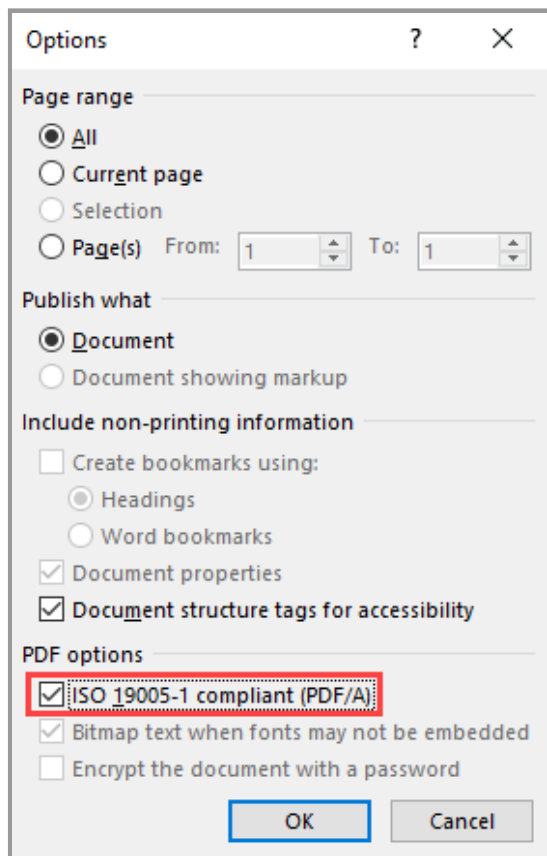 Options ?
Page range
All
Current page
Selection
Page(s) From: 1 To: 1
Publish what
Document
Document showing markup
Include non-printing information
Create bookmarks using:
Headings
Word bookmarks
Document properties
Document structure tags for accessibility
PDF options
ISO 19005-1 compliant (PDF/A)
Bitmap text when fonts may not be embedded
Encrypt the document with a password
OK Cancel